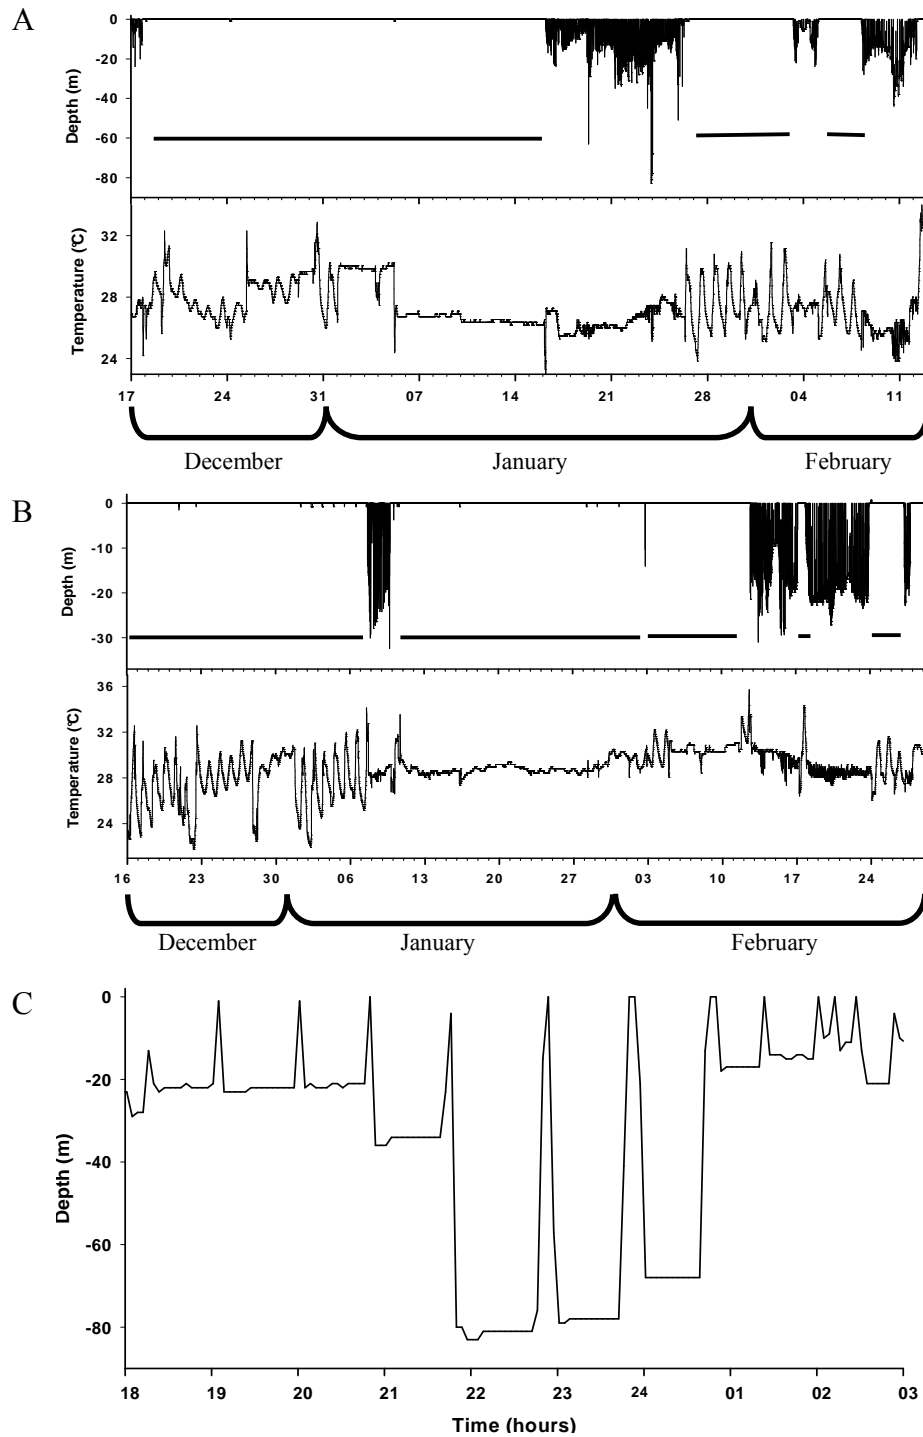 A
Depth (m)
0
-20
-40
-60
-80
Temperature (°C)
32
28
24
17 24 31 07 14 21 28 04 11
December January February
B
Depth (m)
0
-10
-20
-30
Temperature (°C)
36
32
28
24
16 23 30 06 13 20 27 03 10 17 24
December January February
C
Depth (m)
0
-20
-40
-60
-80
18 19 20 21 22 23 24 01 02 03
Time (hours)